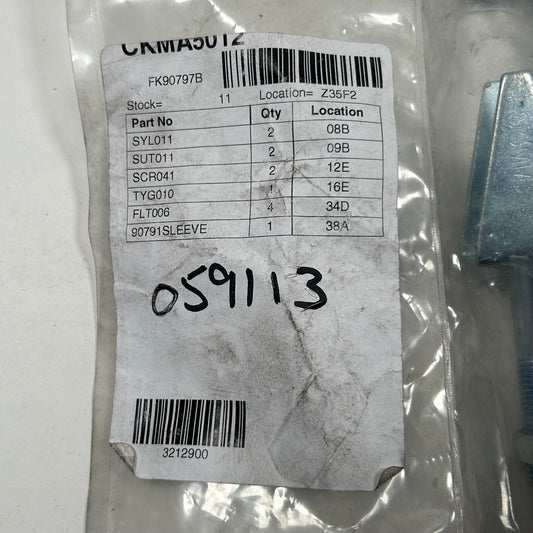 CKMA5012
FK90797B
Stock= 11 Location= Z35F2
Part No Qty Location
SYL011 2 08B
SUT011 2 09B
SCR041 2 12E
TYG010 1 16E
FLT006 4 34D
90791SLEEVE 1 38A
059113
3212900